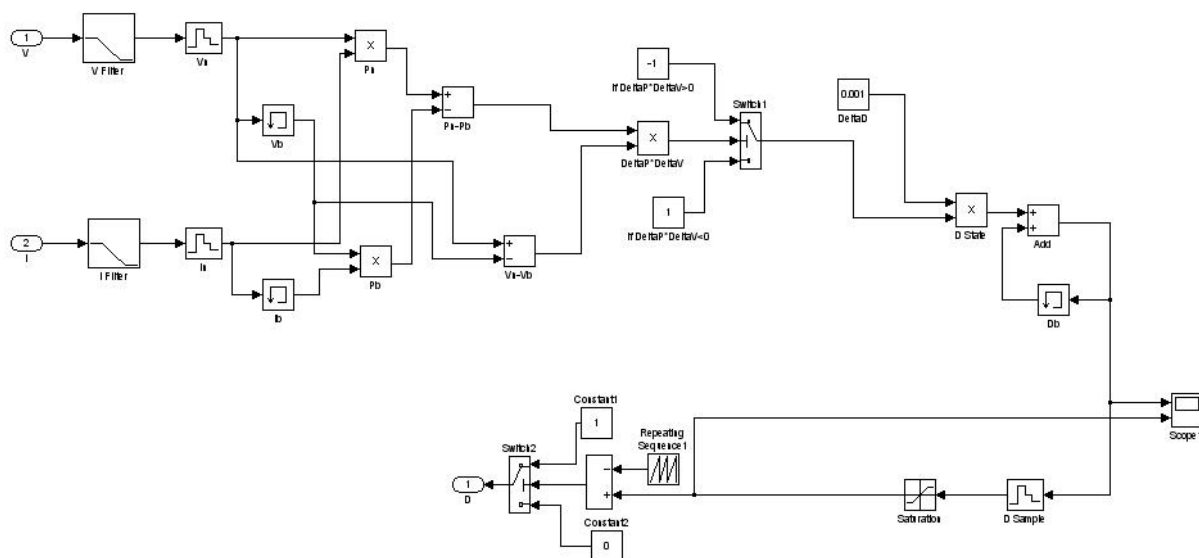 1
V
V Filter
Vn
X
Pn
+
−
Pn-Pb
Vb
-1
If DeltaP*DeltaV>0
Switch1
0.001
DeltaD
X
DeltaP*DeltaV
1
If DeltaP*DeltaV<0
X
D State
+
+
Add
2
I
I Filter
In
X
Pb
+
−
Vn-Vb
Ib
Db
Constant1
1
Switch2
Repeating
Sequence1
−
+
1
D
Constant2
0
Saturation
D Sample